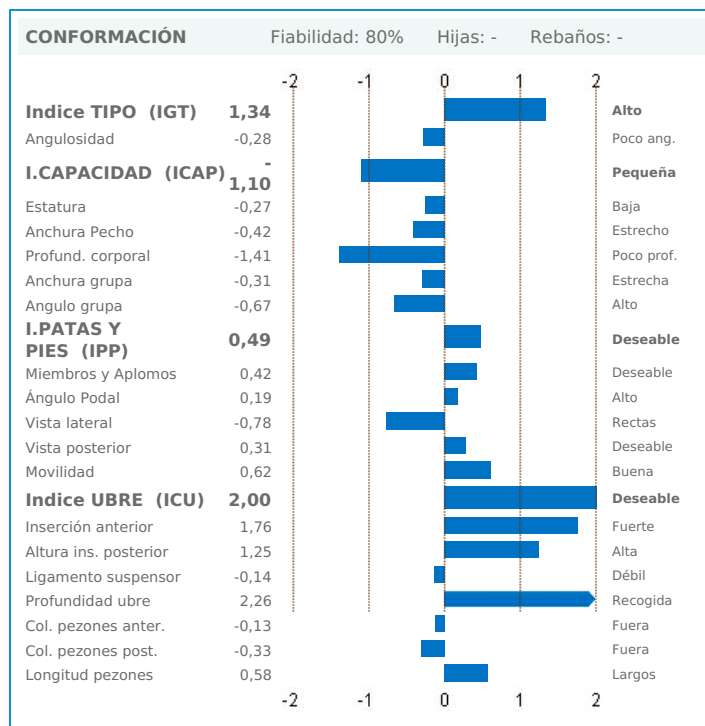 CONFORMACIÓN Fiabilidad: 80% Hijas: - Rebaños: -
-2 -1 0 1 2
Indice TIPO (IGT) 1,34 Alto
Angulosidad -0,28 Poco ang.
I.CAPACIDAD (ICAP) -
1,10 Pequeña
Estatura -0,27 Baja
Anchura Pecho -0,42 Estrecho
Profund. corporal -1,41 Poco prof.
Anchura grupa -0,31 Estrecha
Angulo grupa -0,67 Alto
I.PATAS Y
PIES (IPP) 0,49 Deseable
Miembros y Aplomos 0,42 Deseable
Ángulo Podal 0,19 Alto
Vista lateral -0,78 Rectas
Vista posterior 0,31 Deseable
Movilidad 0,62 Buena
Indice UBRE (ICU) 2,00 Deseable
Inserción anterior 1,76 Fuerte
Altura ins. posterior 1,25 Alta
Ligamento suspensor -0,14 Débil
Profundidad ubre 2,26 Recogida
Col. pezones anter. -0,13 Fuera
Col. pezones post. -0,33 Fuera
Longitud pezones 0,58 Largos
-2 -1 0 1 2